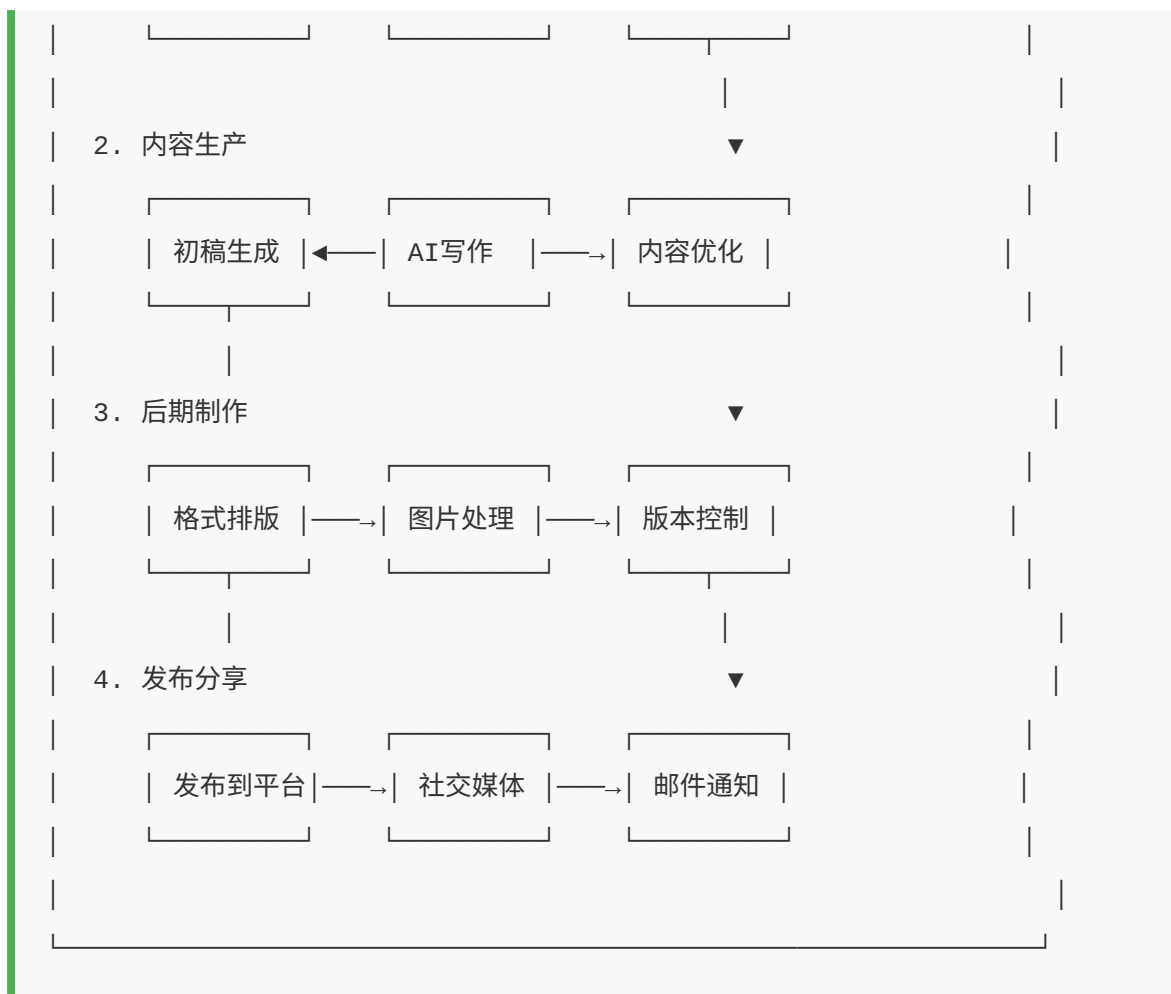 2. 内容生产 ▼
│ 初稿生成 │◄───│ AI写作 │───→│ 内容优化 │
3. 后期制作 ▼
│ 格式排版 │───→│ 图片处理 │───→│ 版本控制 │
4. 发布分享 ▼
│ 发布到平台│───→│ 社交媒体 │───→│ 邮件通知 │